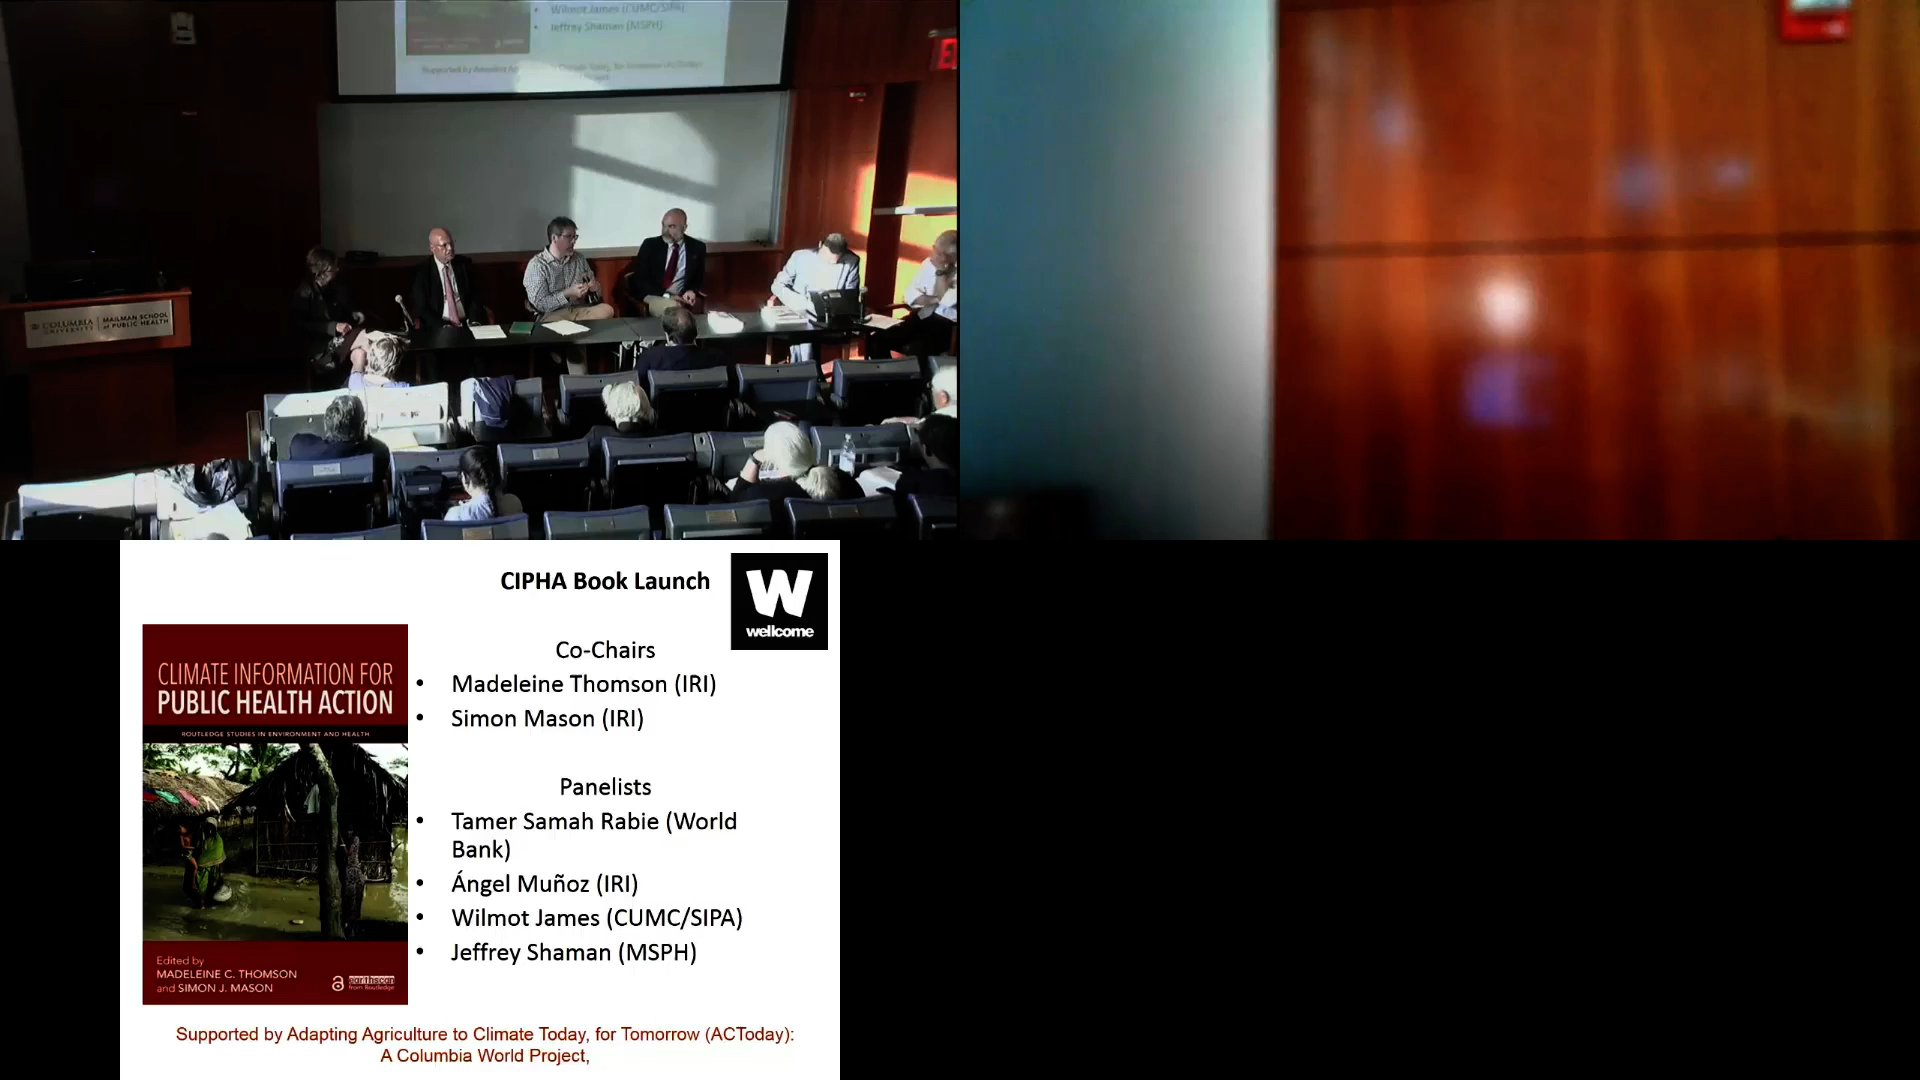 Wilmot James (CUMC/SIPA)
Jeffrey Shaman (MSPH)
COLUMBIA UNIVERSITY
MAILMAN SCHOOL of PUBLIC HEALTH
CIPHA Book Launch
W
wellcome
CLIMATE INFORMATION FOR
PUBLIC HEALTH ACTION
ROUTLEDGE STUDIES IN ENVIRONMENT AND HEALTH
Edited by
MADELEINE C. THOMSON
and SIMON J. MASON
earthscan
from Routledge
Co-Chairs
• Madeleine Thomson (IRI)
• Simon Mason (IRI)
Panelists
• Tamer Samah Rabie (World
Bank)
• Ángel Muñoz (IRI)
• Wilmot James (CUMC/SIPA)
• Jeffrey Shaman (MSPH)
Supported by Adapting Agriculture to Climate Today, for Tomorrow (ACToday):
A Columbia World Project,